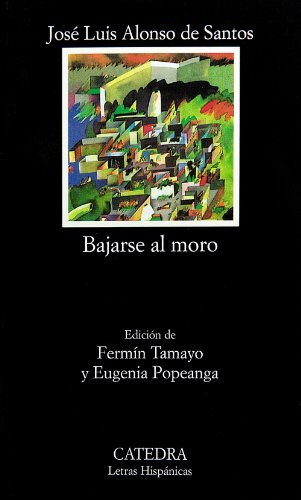 José Luis Alonso de Santos
Bajarse al moro
Edición de
Fermín Tamayo
y Eugenia Popeanga
CATEDRA
Letras Hispánicas